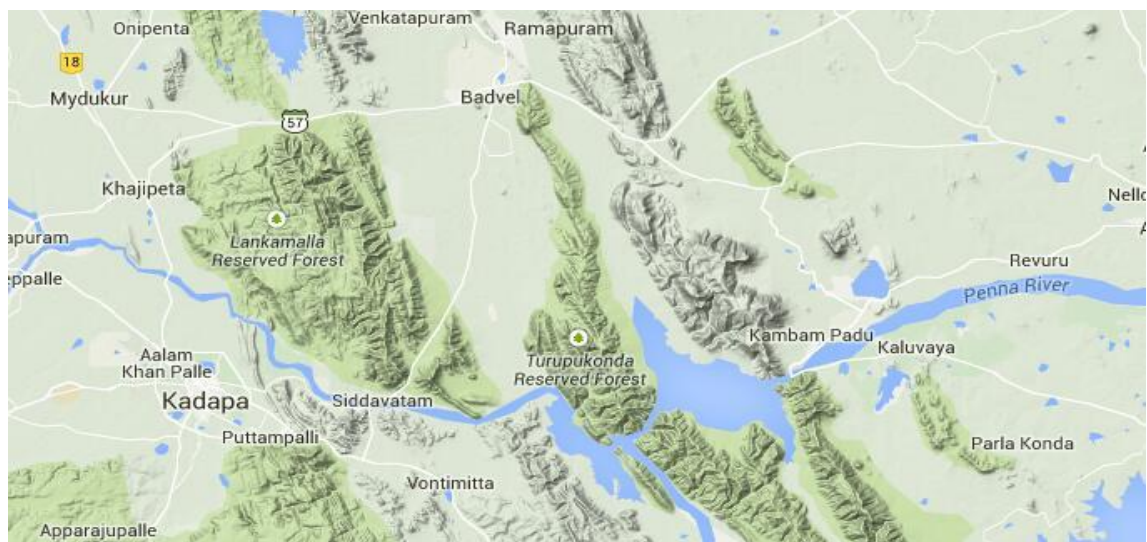 Onipenta
Venkatapuram
Ramapuram
18
Mydukur
Badvel
57
Khajipeta
Nello
Lankamalla
Reserved Forest
apuram
eppalle
Revuru
Penna River
Kambam Padu
Kaluvaya
Turupukonda
Reserved Forest
Aalam
Khan Palle
Kadapa
Siddavatam
Puttampalli
Parla Konda
Vontimitta
Apparajupalle